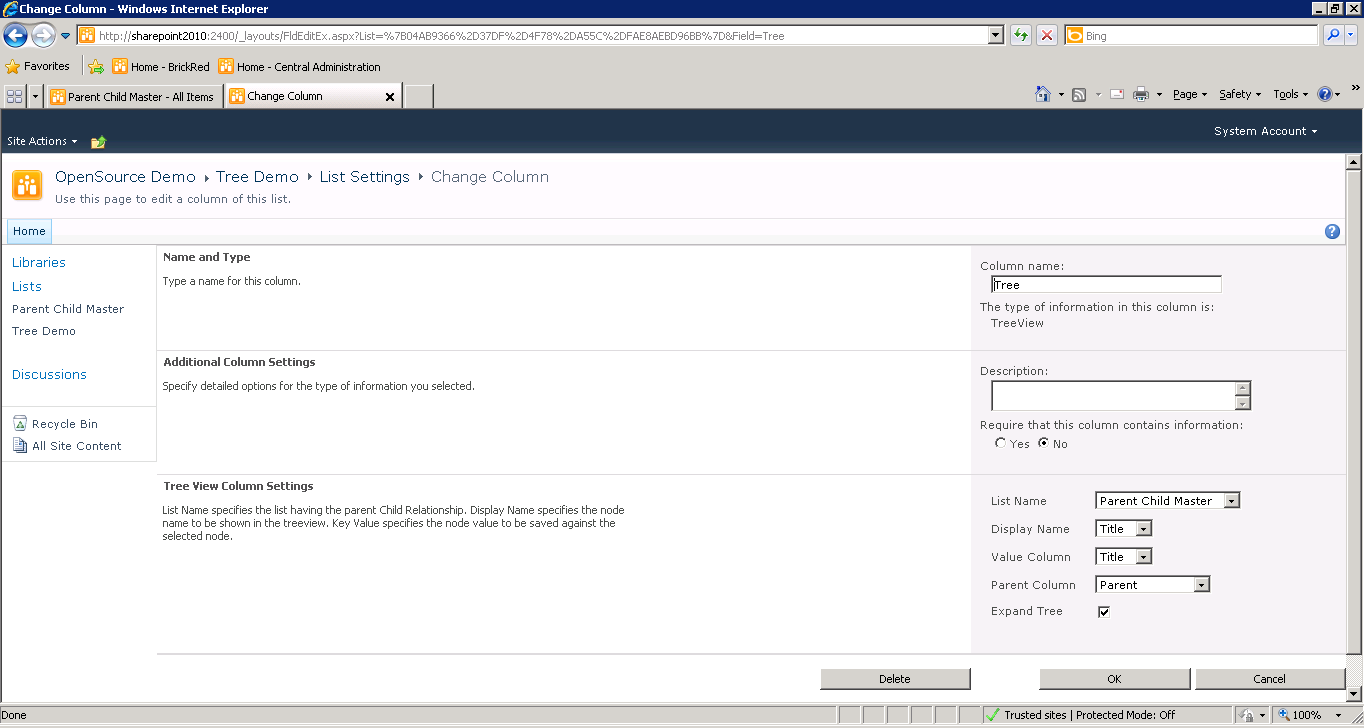 Change Column - Windows Internet Explorer
http://sharepoint2010:2400/_layouts/FldEditEx.aspx?List=%7B04AB9366%2D37DF%2D4F78%2DA55C%2DFAE8AEBD96BB%7D&Field=Tree
Bing
Favorites
Home - BrickRed
Home - Central Administration
Parent Child Master - All Items
Change Column
Page
Safety
Tools
Site Actions
System Account
OpenSource Demo
Tree Demo
List Settings
Change Column
Use this page to edit a column of this list.
Home
Libraries
Lists
Parent Child Master
Tree Demo
Discussions
Recycle Bin
All Site Content
Name and Type
Type a name for this column.
Column name:
Tree
The type of information in this column is:
TreeView
Additional Column Settings
Specify detailed options for the type of information you selected.
Description:
Require that this column contains information:
Yes No
Tree View Column Settings
List Name specifies the list having the parent Child Relationship. Display Name specifies the node
name to be shown in the treeview. Key Value specifies the node value to be saved against the
selected node.
List Name Parent Child Master
Display Name Title
Value Column Title
Parent Column Parent
Expand Tree
Delete
OK
Cancel
Done
Trusted sites | Protected Mode: Off
100%